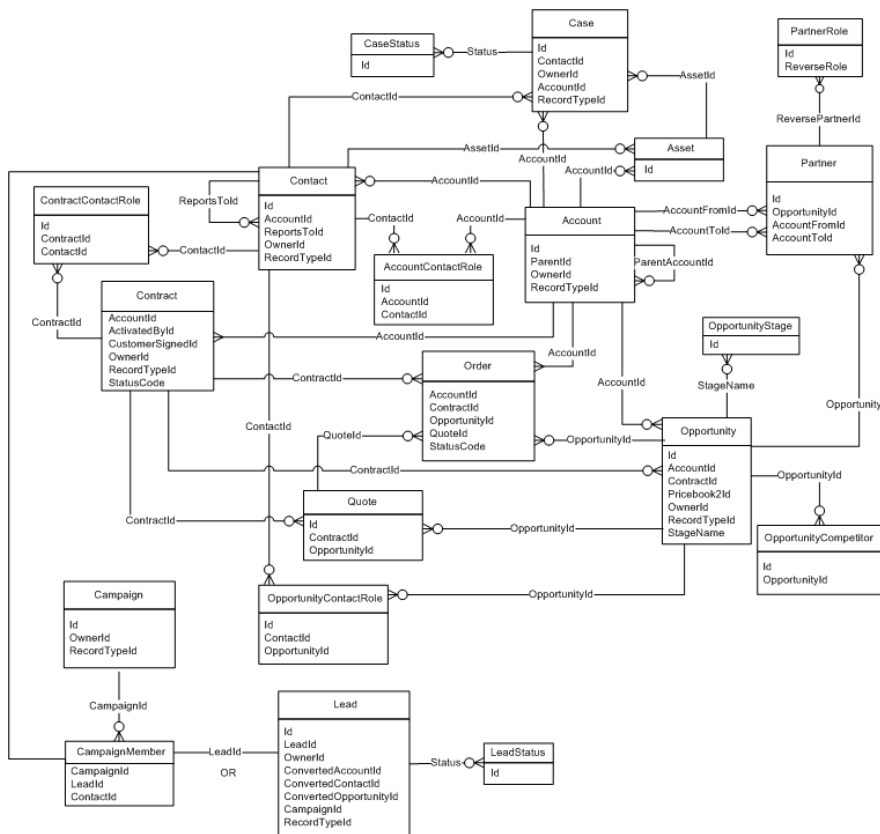 Case
Id
ContactId
OwnerId
AccountId
RecordTypeId
CaseStatus
Id
Status
PartnerRole
Id
ReverseRole
AssetId
ContactId
ReversePartnerId
AssetId
Asset
Id
AccountId
AccountId
Partner
Id
OpportunityId
AccountFromId
AccountToId
Contact
Id
AccountId
ReportsToId
OwnerId
RecordTypeId
ReportsToId
AccountId
ContractContactRole
Id
ContractId
ContactId
ContactId
ContactId
AccountId
Account
Id
ParentId
OwnerId
RecordTypeId
AccountFromId
AccountToId
ParentAccountId
AccountContactRole
Id
AccountId
ContactId
Contract
AccountId
ActivatedById
CustomerSignedId
OwnerId
RecordTypeId
StatusCode
ContractId
AccountId
OpportunityStage
Id
AccountId
Order
AccountId
ContractId
OpportunityId
QuoteId
StatusCode
ContractId
AccountId
StageName
Opportunity
ContactId
QuoteId
OpportunityId
Opportunity
Id
AccountId
ContractId
Pricebook2Id
OwnerId
RecordTypeId
StageName
ContractId
OpportunityId
Quote
Id
ContractId
OpportunityId
ContractId
OpportunityId
OpportunityCompetitor
Id
OpportunityId
Campaign
Id
OwnerId
RecordTypeId
OpportunityContactRole
Id
ContactId
OpportunityId
OpportunityId
CampaignId
Lead
Id
LeadId
OwnerId
ConvertedAccountId
ConvertedContactId
ConvertedOpportunityId
CampaignId
RecordTypeId
CampaignMember
CampaignId
LeadId
ContactId
LeadId
OR
Status
LeadStatus
Id